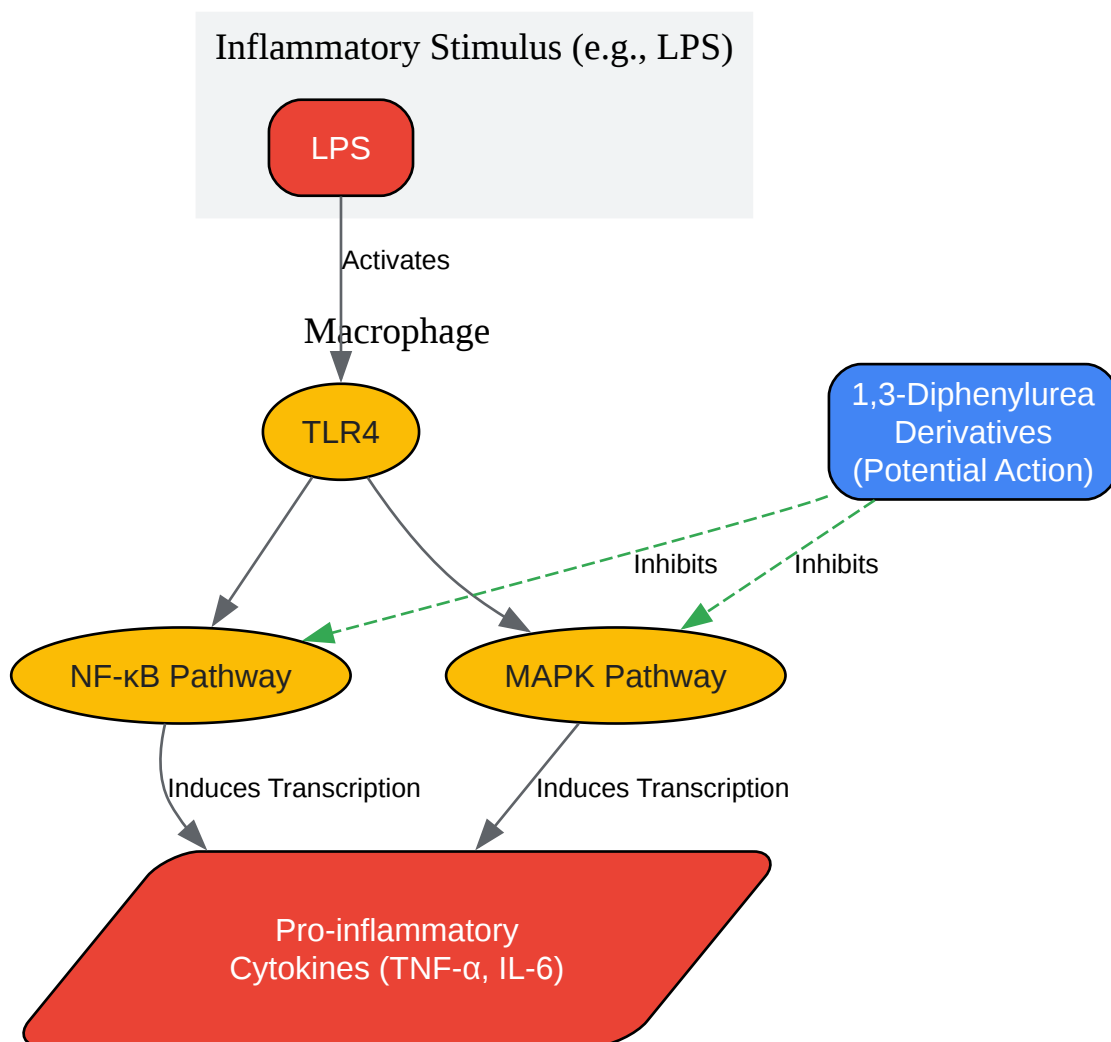 Inflammatory Stimulus (e.g., LPS)
LPS
Activates
Macrophage
TLR4
1,3-Diphenylurea
Derivatives
(Potential Action)
Inhibits
Inhibits
NF-κB Pathway
MAPK Pathway
Induces Transcription
Induces Transcription
Pro-inflammatory
Cytokines (TNF-α, IL-6)